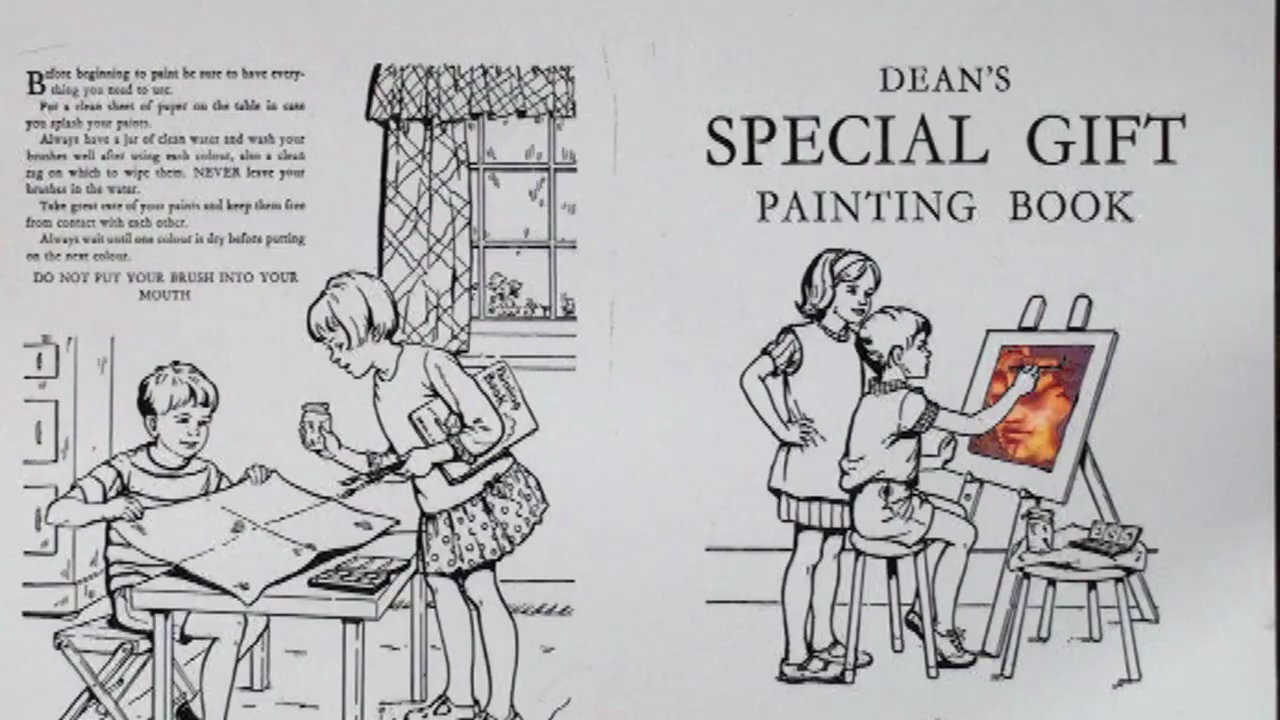 Before beginning to paint be sure to have every-
thing you need to use.
Put a clean sheet of paper on the table in case
you splash your paints.
Always have a jar of clean water and wash your
brushes well after using each colour, also a clean
rag on which to wipe them. NEVER leave your
brushes in the water.
Take great care of your paints and keep them free
from contact with each other.
Always wait until one colour is dry before putting
on the next colour.
DO NOT PUT YOUR BRUSH INTO YOUR
MOUTH
DEAN'S
SPECIAL GIFT
PAINTING BOOK